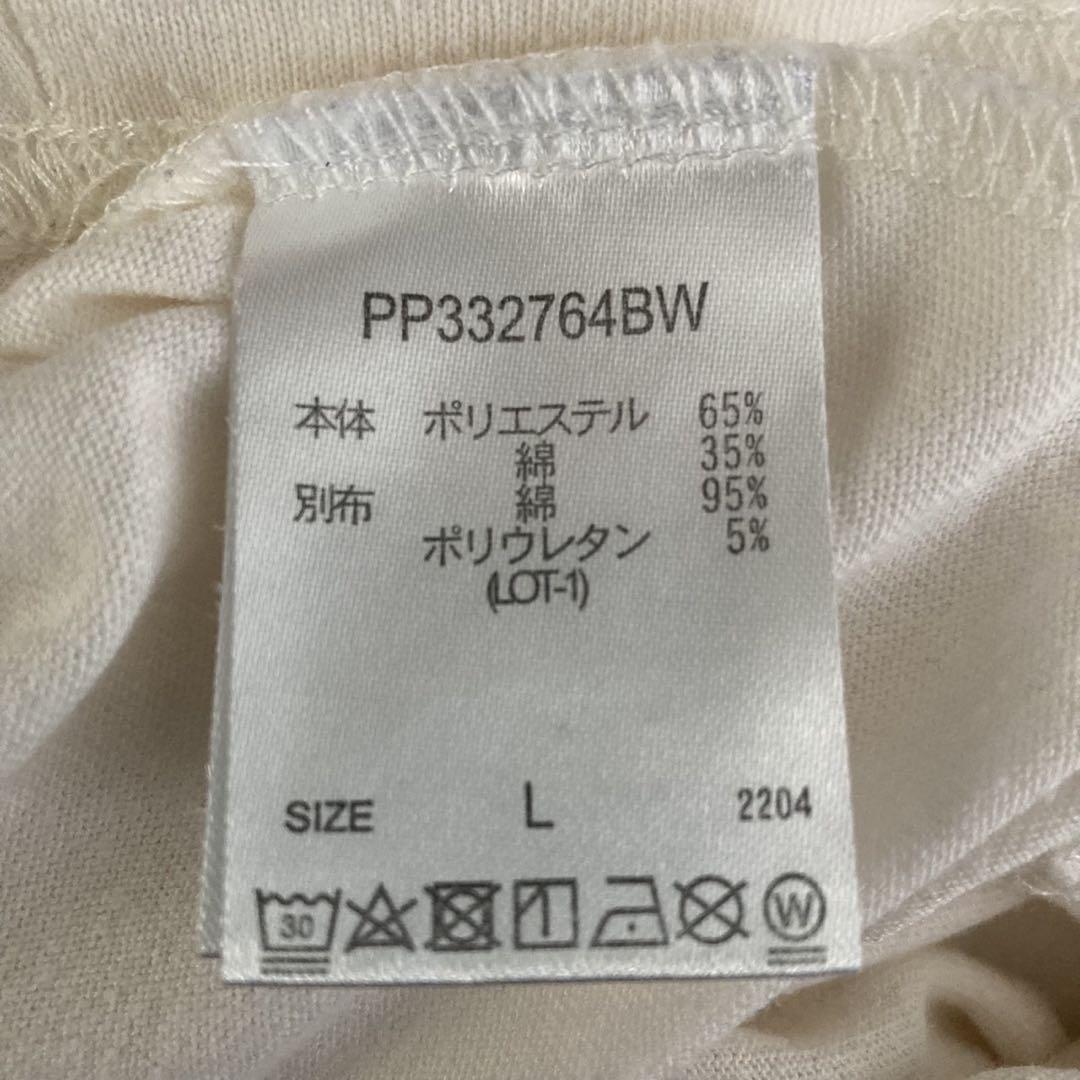 PP332764BW
本体 ポリエステル 65%
綿 35%
別布 綿 95%
ポリウレタン 5%
(LOT-1)
SIZE L 2204
30 W